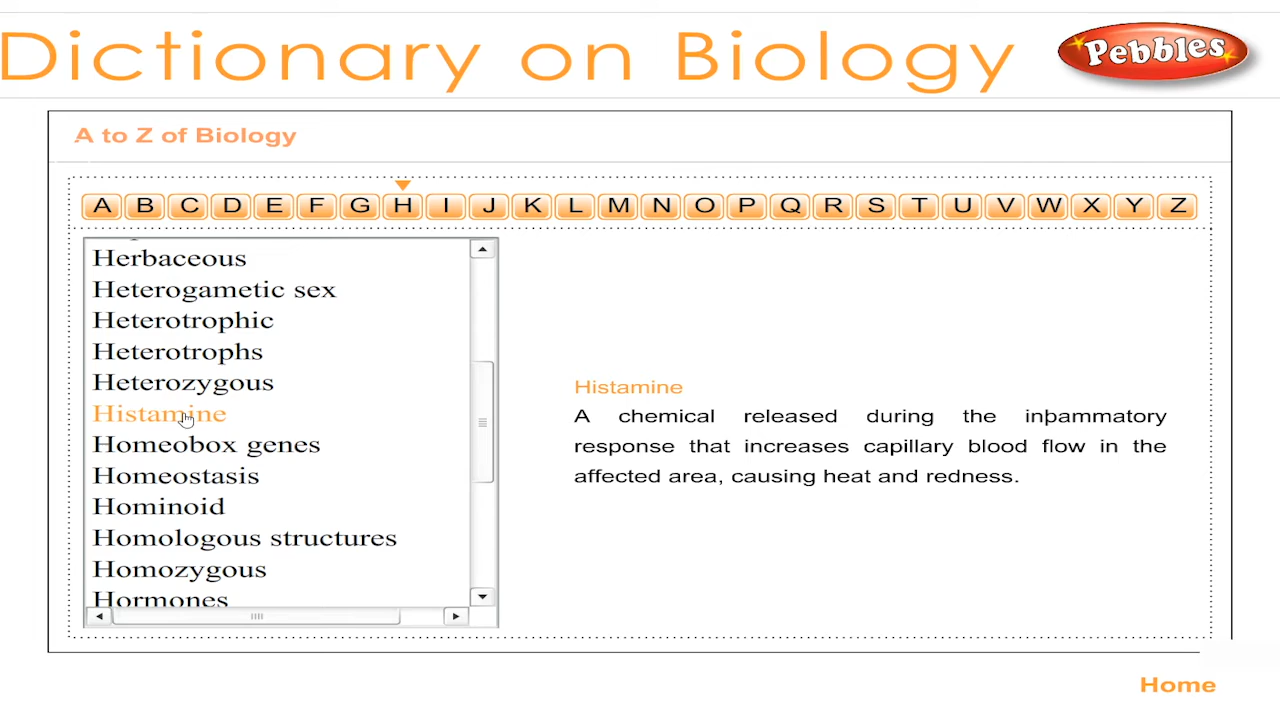 Dictionary on Biology
Pebbles
A to Z of Biology
A B C D E F G H I J K L M N O P Q R S T U V W X Y Z
Herbaceous
Heterogametic sex
Heterotrophic
Heterotrophs
Heterozygous
Histamine
Homeobox genes
Homeostasis
Hominoid
Homologous structures
Homozygous
Hormones
Histamine
A chemical released during the inþammatory
response that increases capillary blood flow in the
affected area, causing heat and redness.
Home